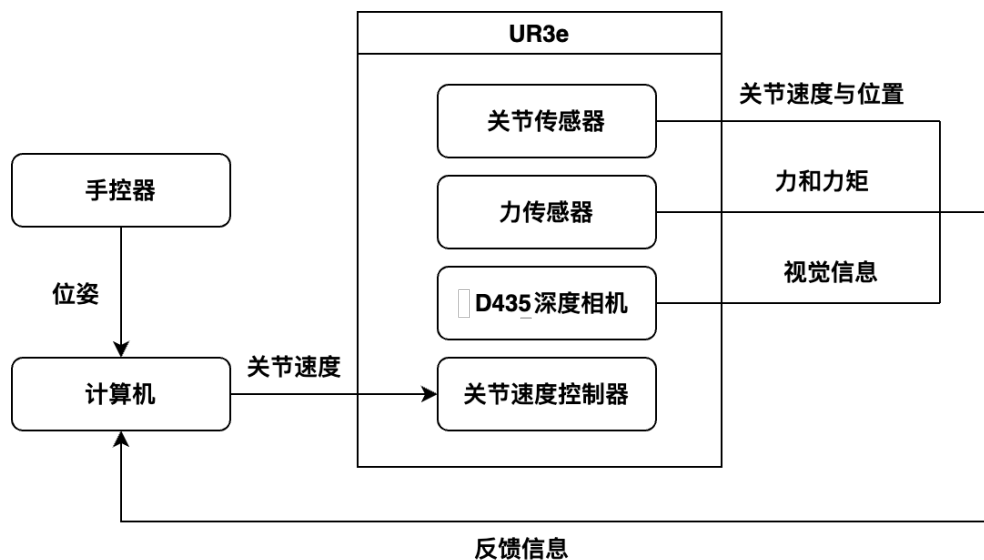 UR3e
关节传感器
关节速度与位置
手控器
力传感器
力和力矩
位姿
D435深度相机
视觉信息
计算机
关节速度
关节速度控制器
反馈信息